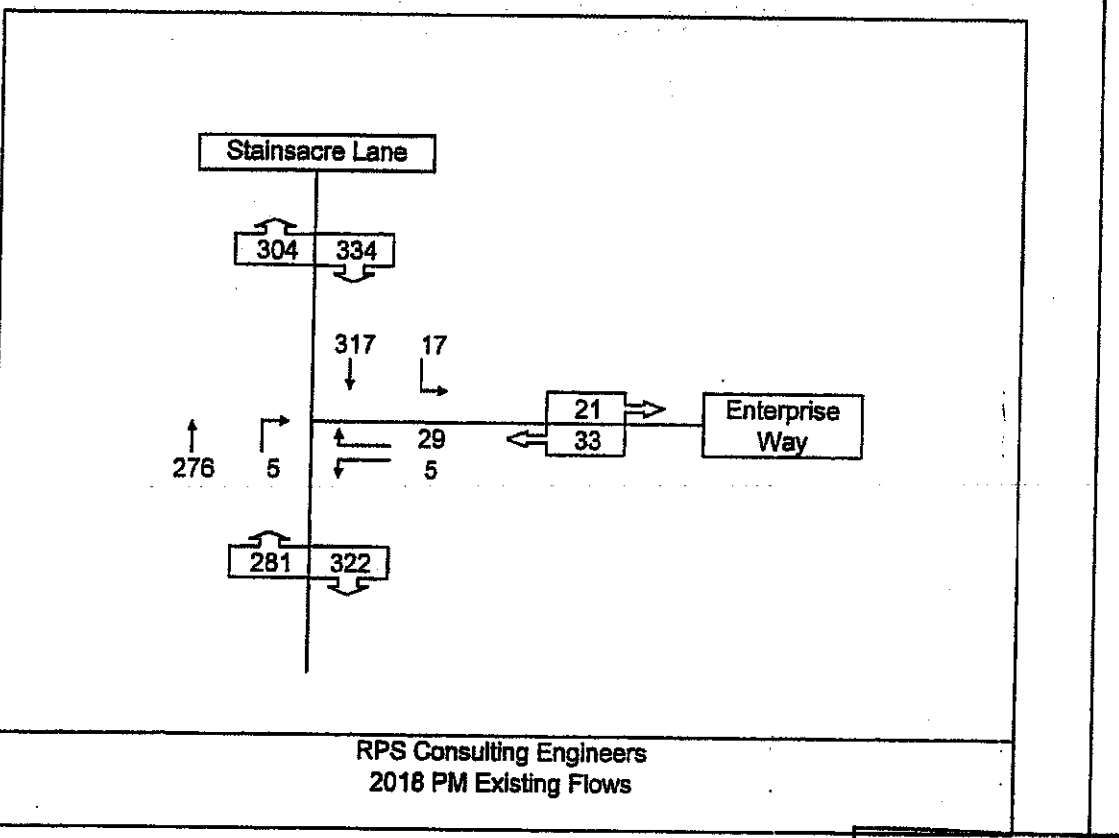 Stainsacre Lane
304 334
317 17
21
Enterprise
Way
33
29
276 5 5
281 322
RPS Consulting Engineers
2018 PM Existing Flows